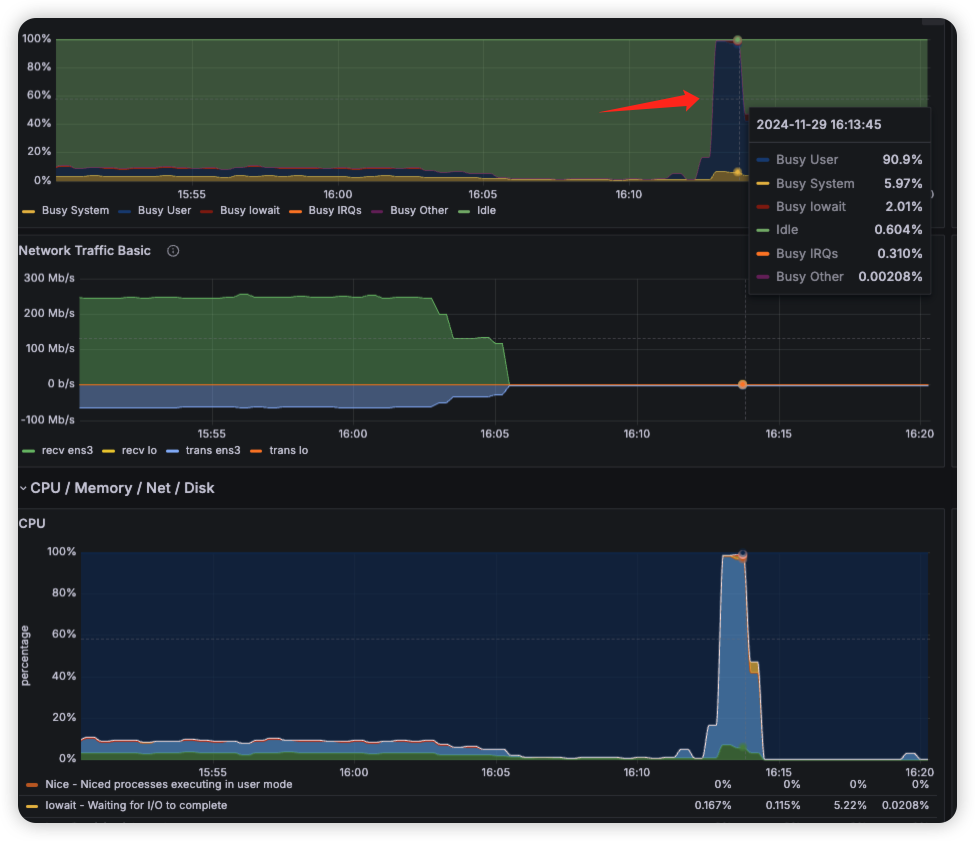 100%
80%
60%
40%
20%
0%
15:55 16:00 16:05 16:10
Busy System Busy User Busy Iowait Busy IRQs Busy Other Idle
2024-11-29 16:13:45
Busy User 90.9%
Busy System 5.97%
Busy Iowait 2.01%
Idle 0.604%
Busy IRQs 0.310%
Busy Other 0.00208%
Network Traffic Basic
300 Mb/s
200 Mb/s
100 Mb/s
0 b/s
-100 Mb/s
15:55 16:00 16:05 16:10 16:15 16:20
recv ens3 recv lo trans ens3 trans lo
CPU / Memory / Net / Disk
CPU
percentage
100%
80%
60%
40%
20%
0%
15:55 16:00 16:05 16:10 16:15 16:20
Nice - Niced processes executing in user mode 0% 0% 0% 0%
Iowait - Waiting for I/O to complete 0.167% 0.115% 5.22% 0.0208%